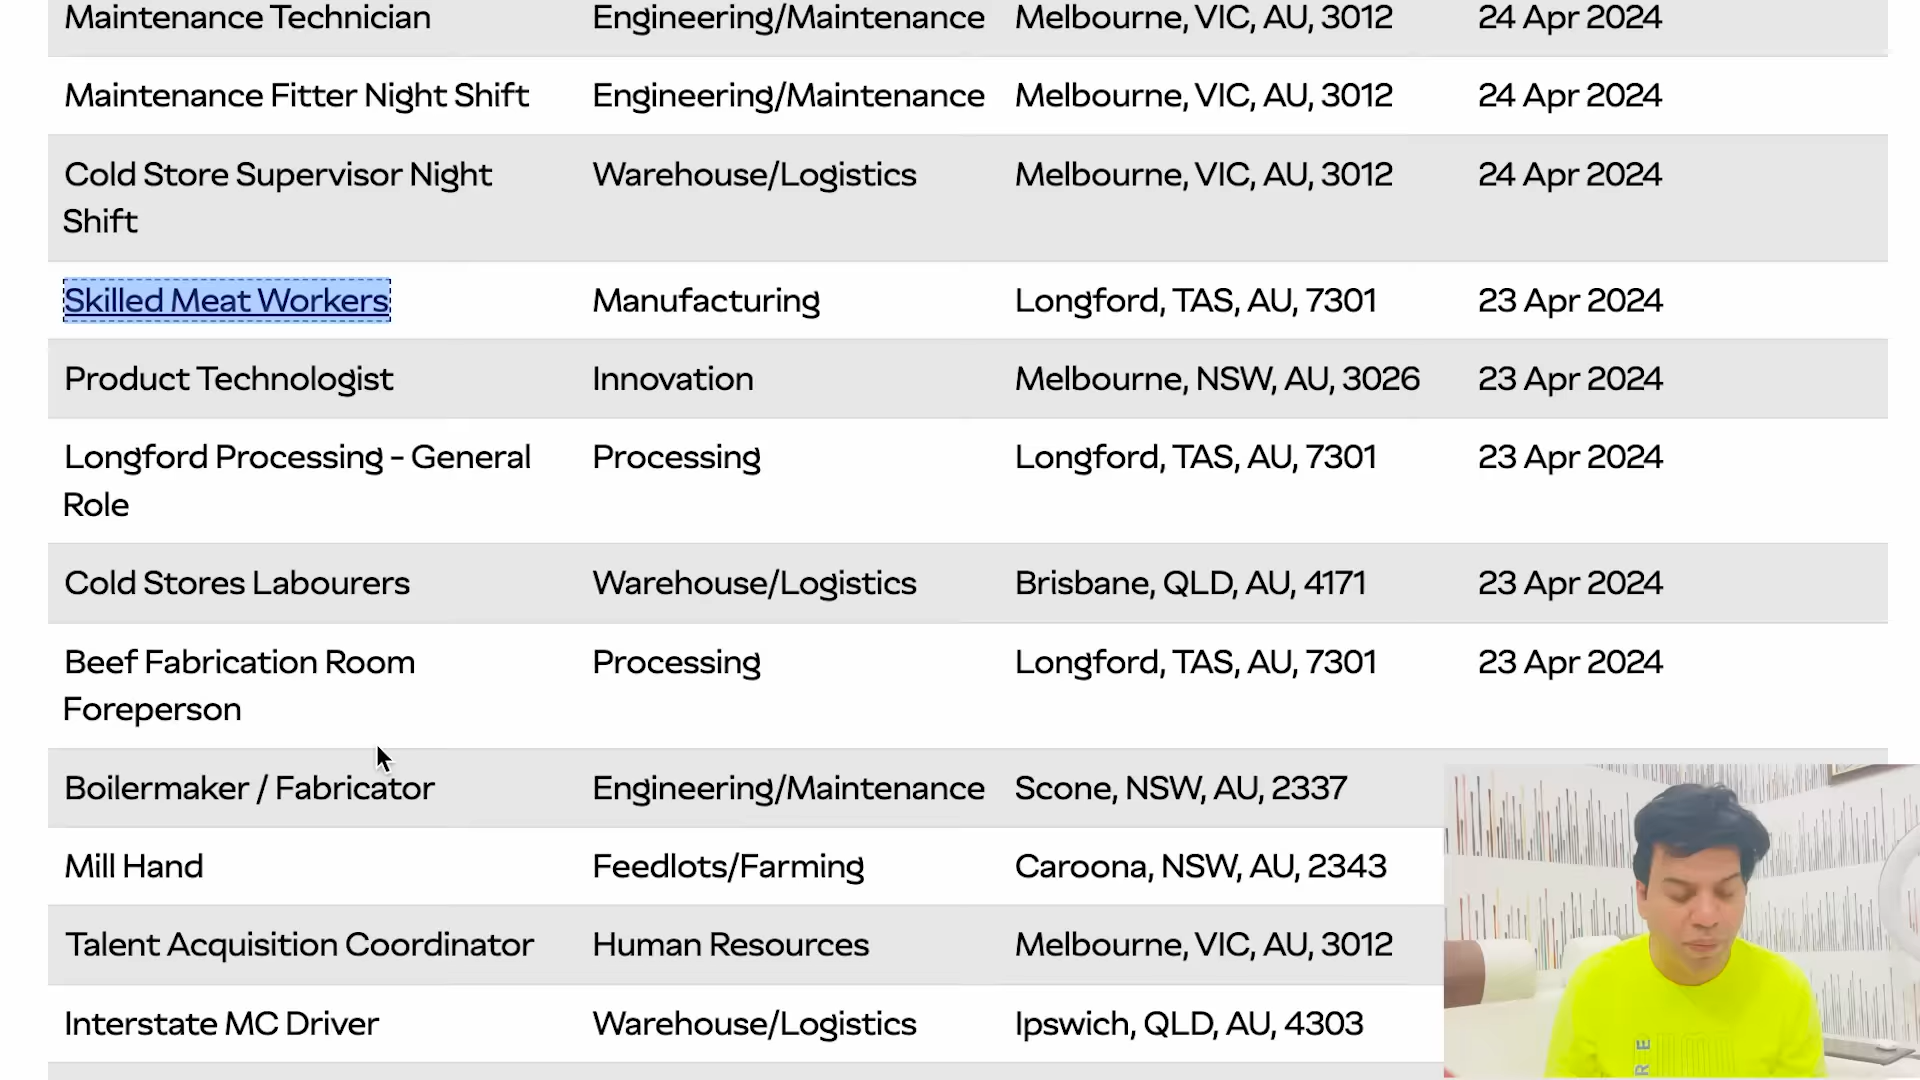 Maintenance Technician Engineering/Maintenance Melbourne, VIC, AU, 3012 24 Apr 2024
Maintenance Fitter Night Shift Engineering/Maintenance Melbourne, VIC, AU, 3012 24 Apr 2024
Cold Store Supervisor Night Warehouse/Logistics Melbourne, VIC, AU, 3012 24 Apr 2024
Shift
Skilled Meat Workers Manufacturing Longford, TAS, AU, 7301 23 Apr 2024
Product Technologist Innovation Melbourne, NSW, AU, 3026 23 Apr 2024
Longford Processing - General Processing Longford, TAS, AU, 7301 23 Apr 2024
Role
Cold Stores Labourers Warehouse/Logistics Brisbane, QLD, AU, 4171 23 Apr 2024
Beef Fabrication Room Processing Longford, TAS, AU, 7301 23 Apr 2024
Foreperson
Boilermaker / Fabricator Engineering/Maintenance Scone, NSW, AU, 2337
Mill Hand Feedlots/Farming Caroona, NSW, AU, 2343
Talent Acquisition Coordinator Human Resources Melbourne, VIC, AU, 3012
Interstate MC Driver Warehouse/Logistics Ipswich, QLD, AU, 4303